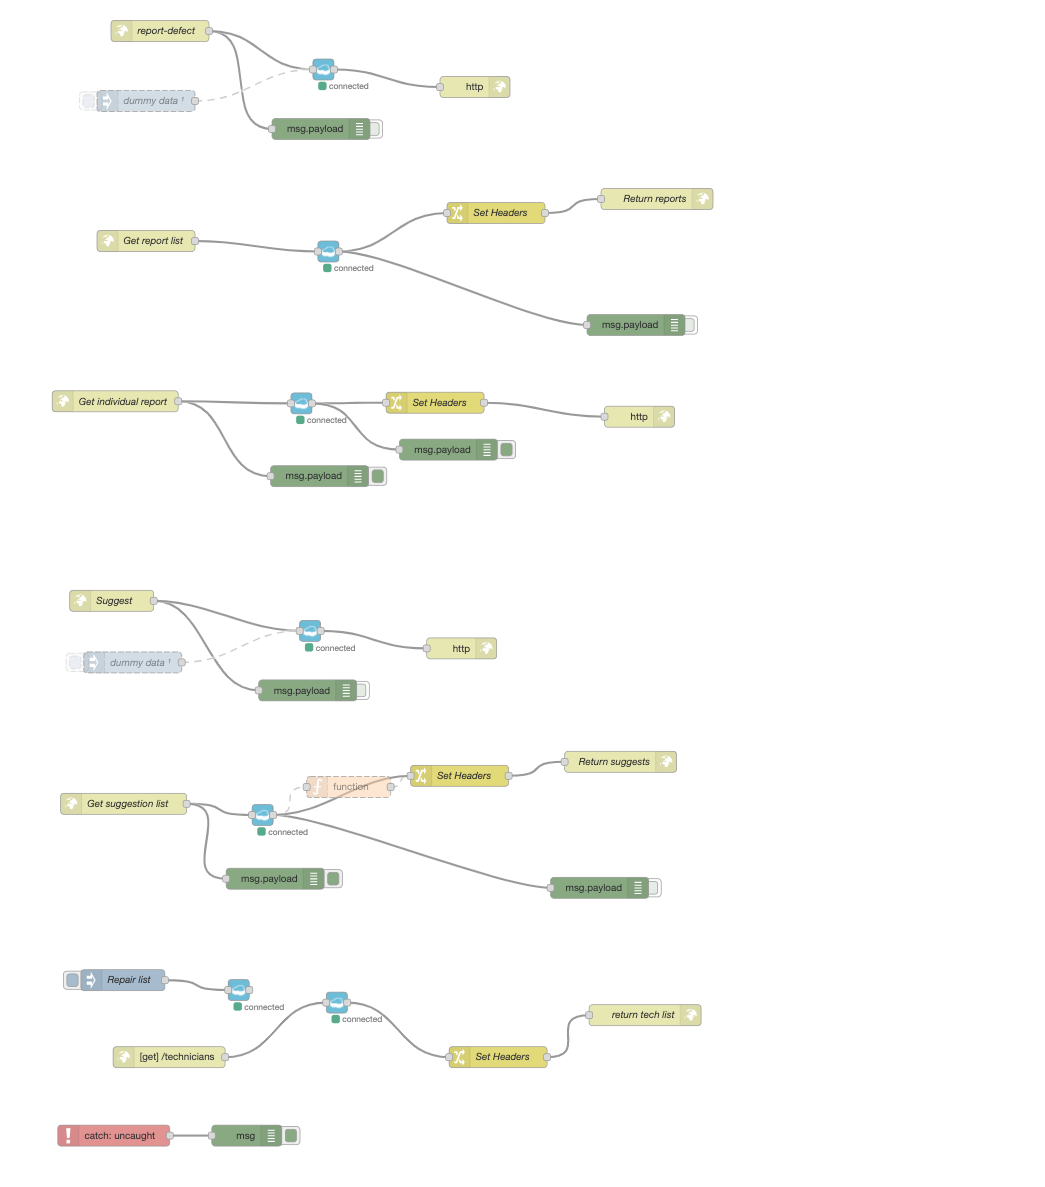 report-defect
connected
http
dummy data ¹
msg.payload
Return reports
Set Headers
Get report list
connected
msg.payload
Get individual report
Set Headers
connected
http
msg.payload
msg.payload
Suggest
connected
http
dummy data ¹
msg.payload
Return suggests
Set Headers
function
Get suggestion list
connected
msg.payload
msg.payload
Repair list
connected
connected
return tech list
[get] /technicians
Set Headers
catch: uncaught
msg